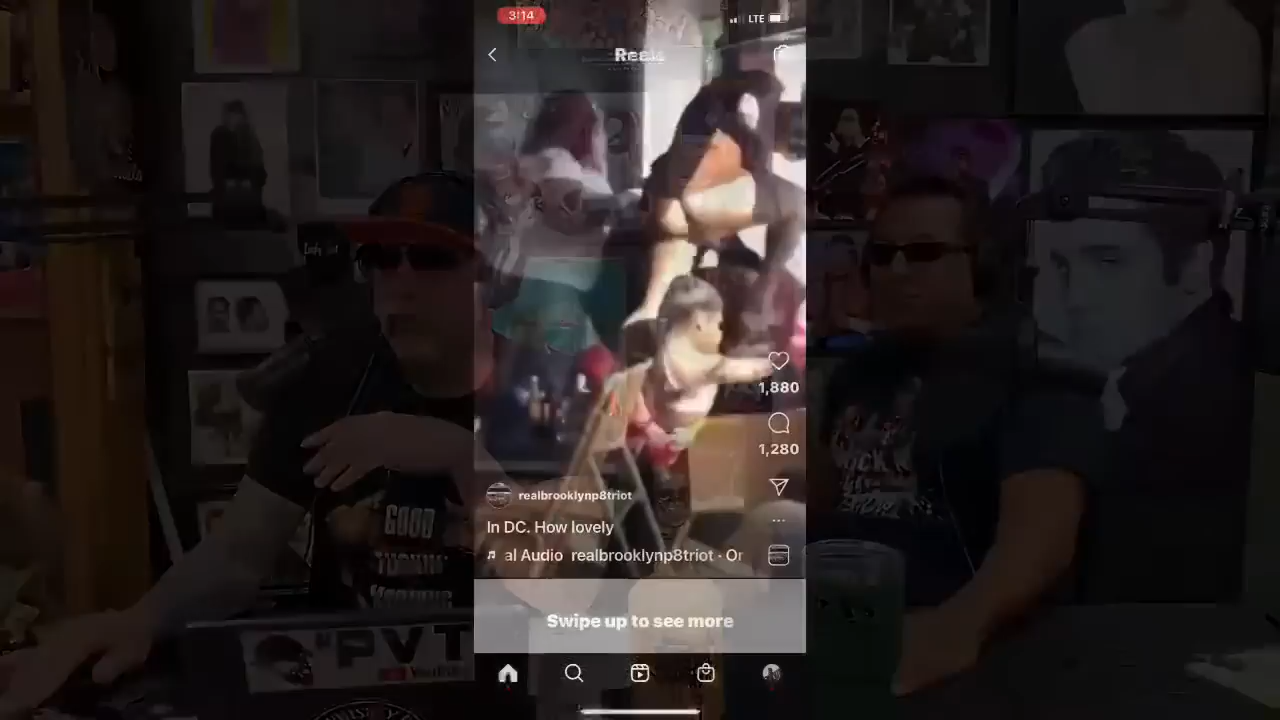 3:14
LTE
Reels
1,880
1,280
realbrooklynp8triot
In DC. How lovely
al Audio realbrooklynp8triot · Or
Swipe up to see more
GOOD
PVT
YouTube